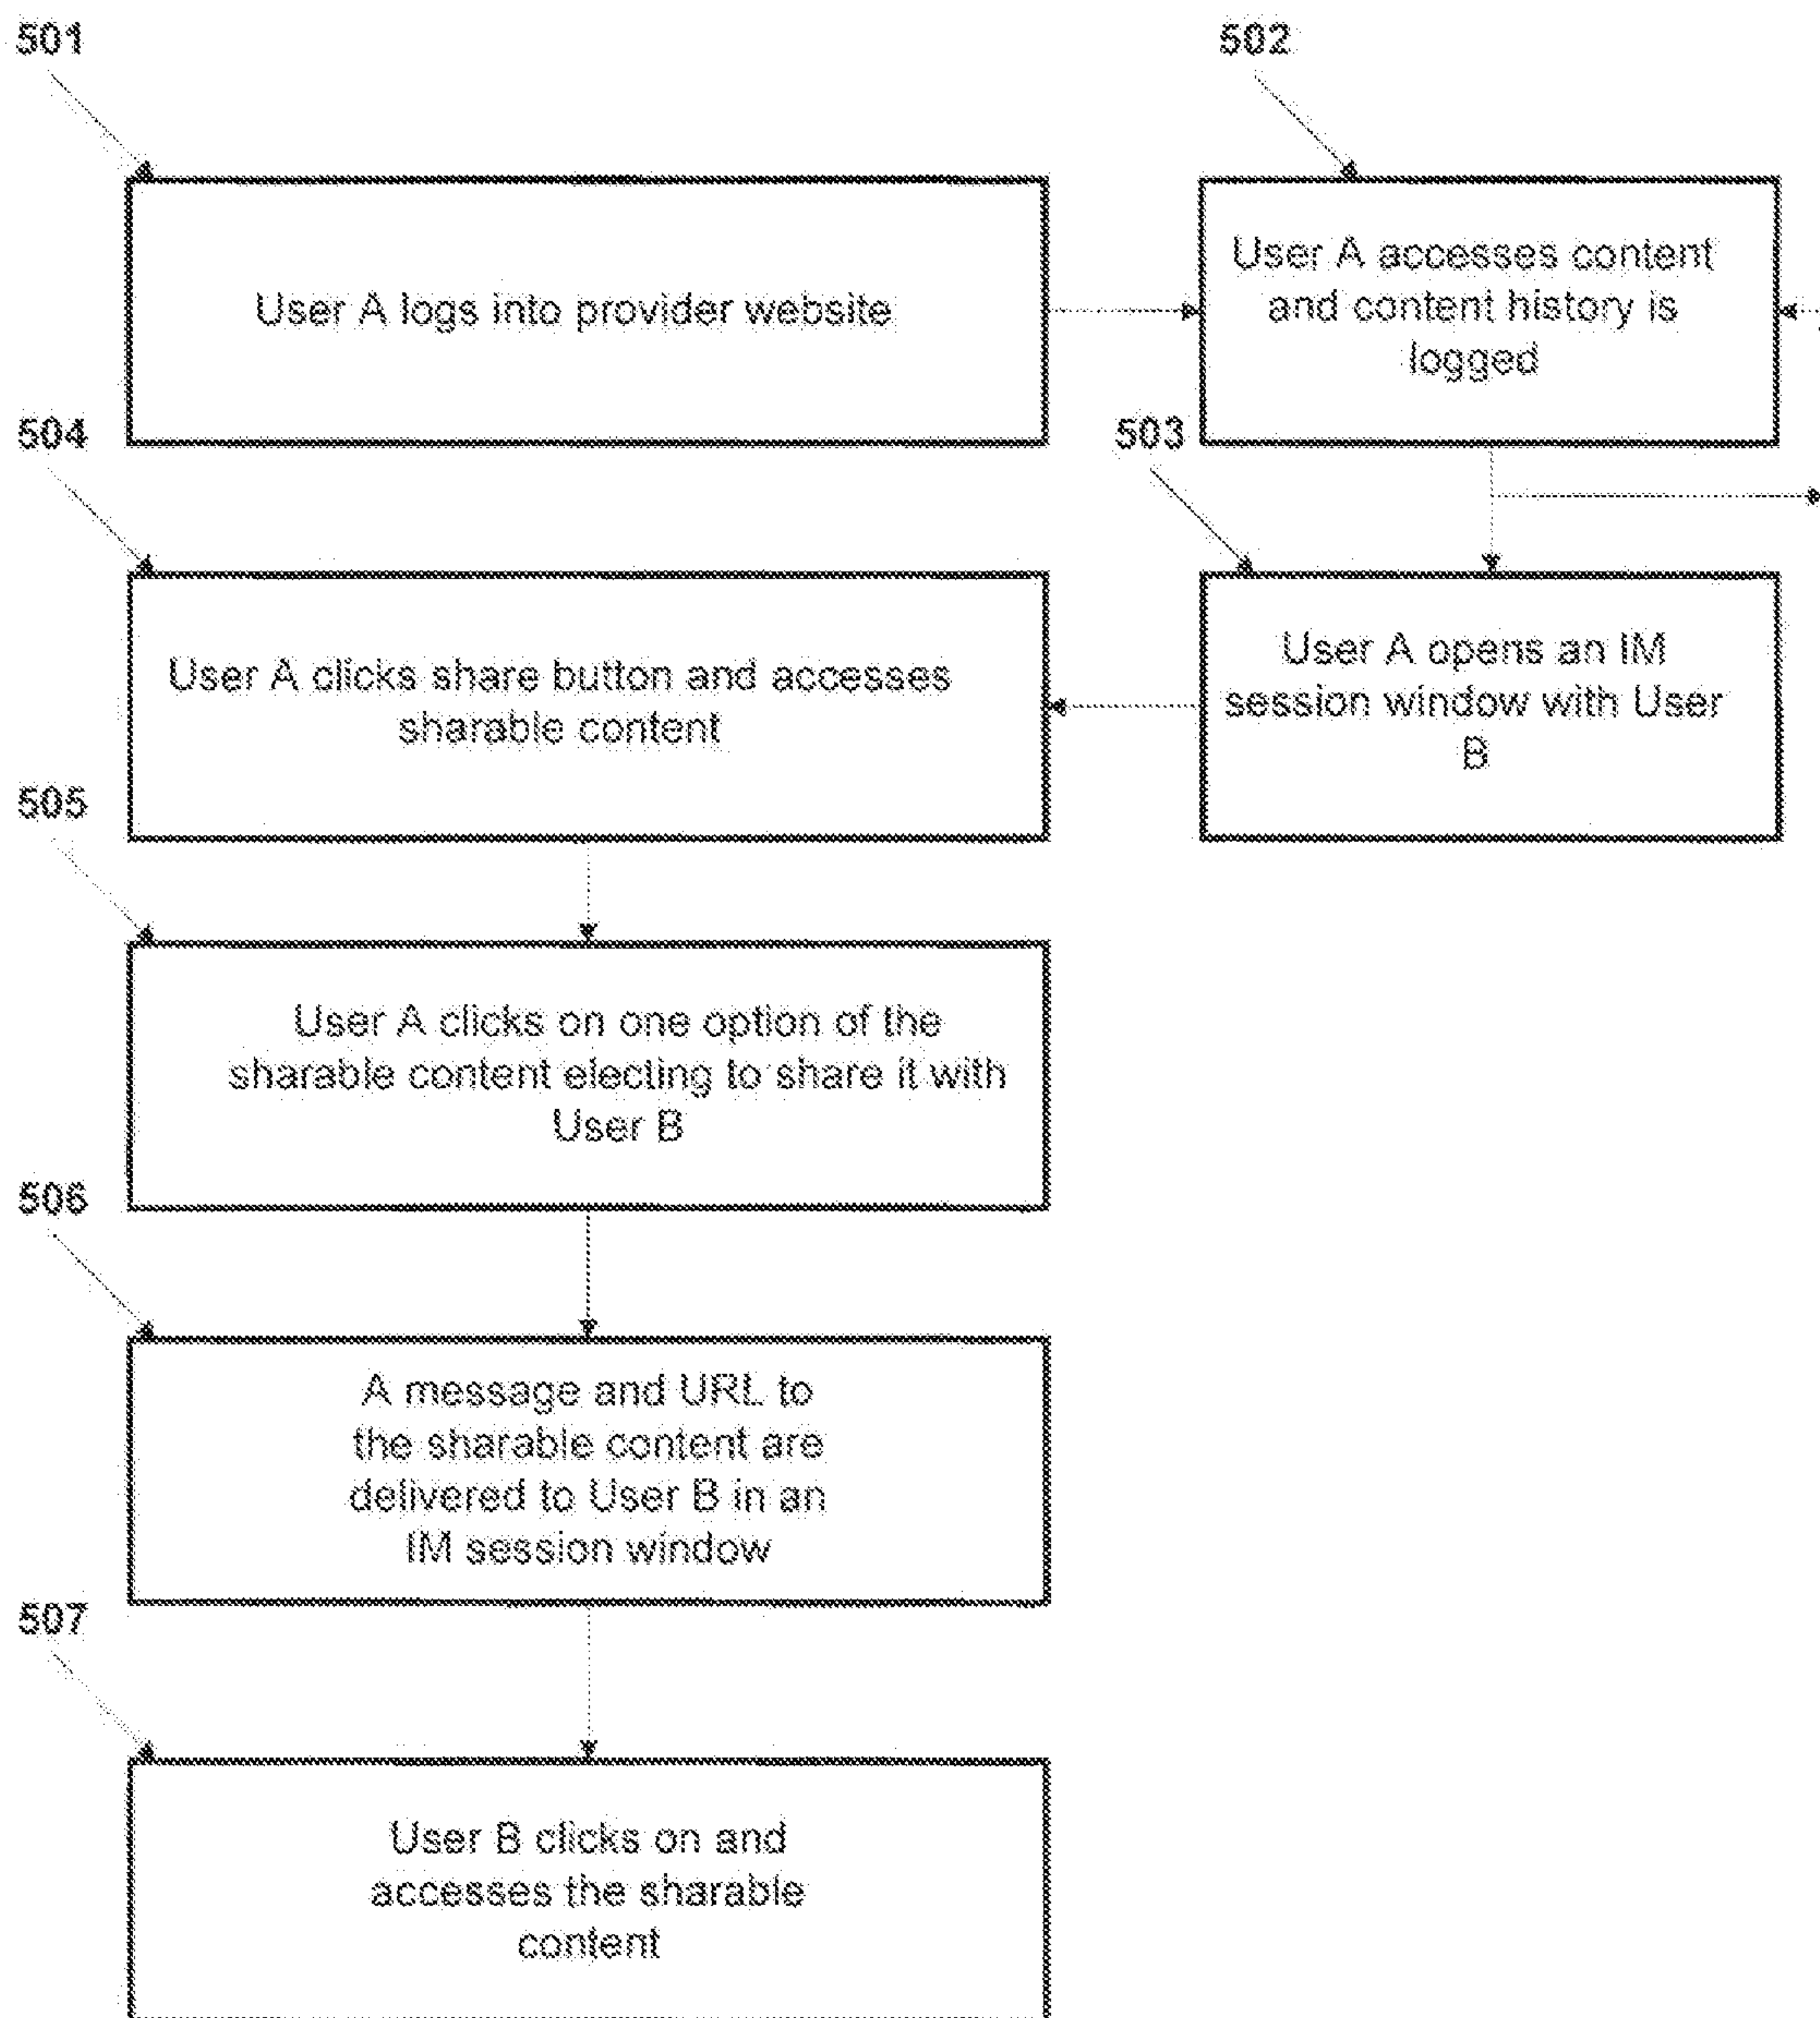 501
502
User A logs into provider website
User A accesses content
and content history is
logged
504
503
User A clicks share button and accesses
sharable content
User A opens an IM
session window with User
B
505
User A clicks on one option of the
sharable content electing to share it with
User B
506
A message and URL to
the sharable content are
delivered to User B in an
IM session window
507
User B clicks on and
accesses the sharable
content